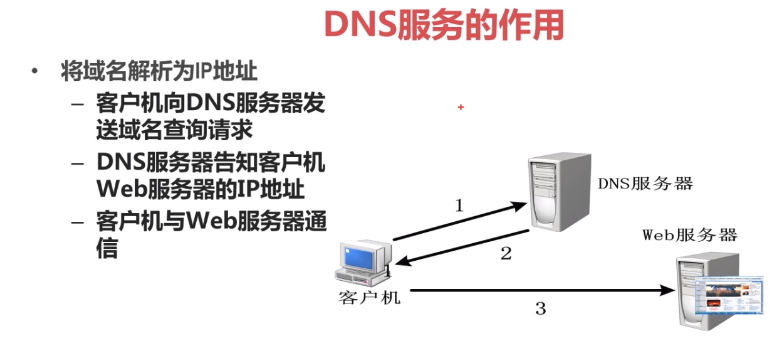 DNS服务的作用
• 将域名解析为IP地址
– 客户机向DNS服务器发
送域名查询请求
– DNS服务器告知客户机
Web服务器的IP地址
– 客户机与Web服务器通
信
DNS服务器
1
2
Web服务器
客户机
3